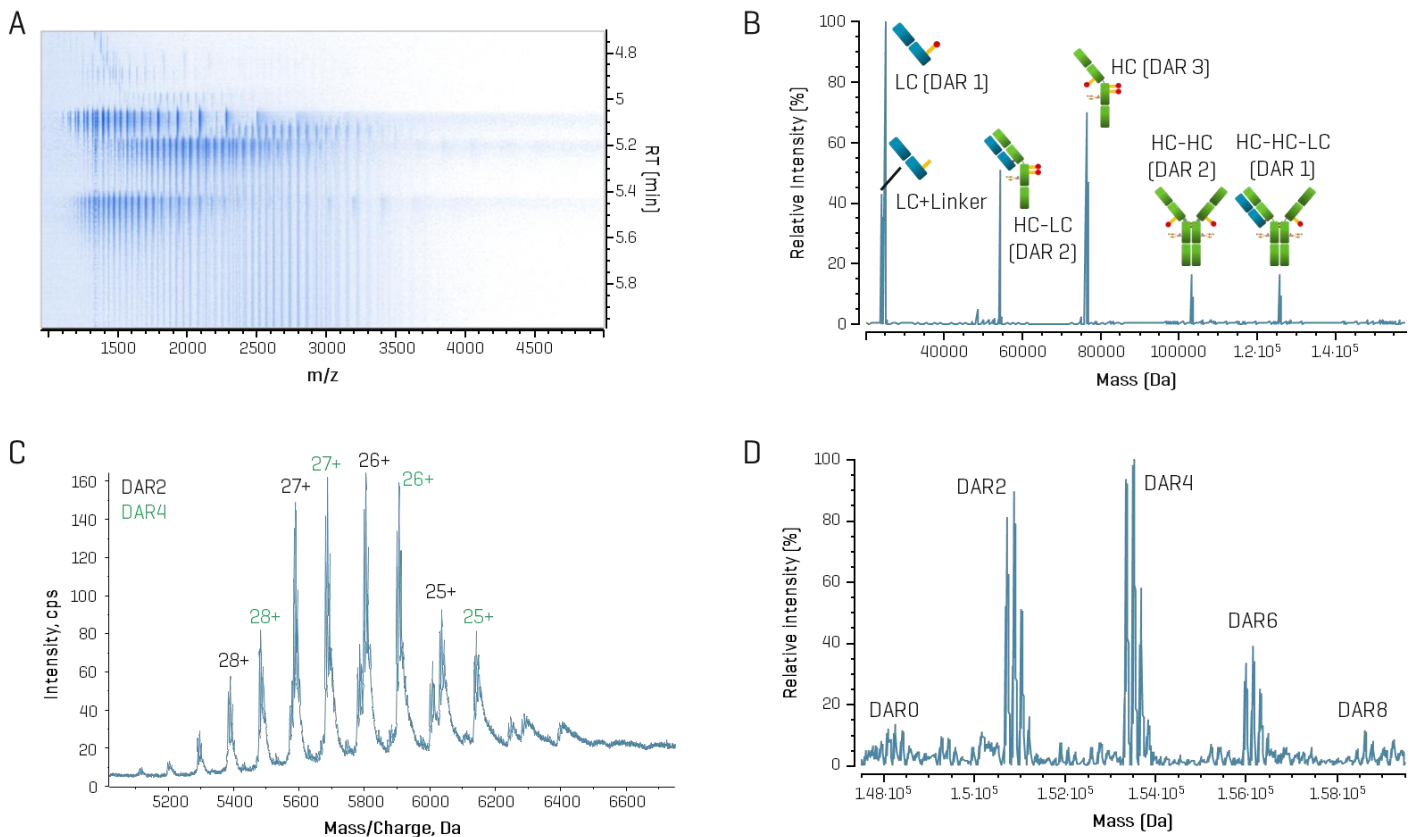 A
4.8
5
5.2
5.4
5.6
5.8
RT [min]
1500
2000
2500
3000
3500
4000
4500
m/z
B
100
80
60
40
20
0
Relative Intensity [%]
LC [DAR 1]
LC+Linker
HC-LC
[DAR 2]
HC [DAR 3]
HC-HC
[DAR 2]
HC-HC-LC
[DAR 1]
40000
60000
80000
100000
1.2·10⁵
1.4·10⁵
Mass [Da]
C
DAR2
DAR4
160
140
120
100
80
60
40
20
0
Intensity, cps
28+
28+
27+
27+
26+
26+
25+
25+
5200
5400
5600
5800
6000
6200
6400
6600
Mass/Charge, Da
D
100
80
60
40
20
0
Relative Intensity [%]
DAR0
DAR2
DAR4
DAR6
DAR8
1.48·10⁵
1.5·10⁵
1.52·10⁵
1.54·10⁵
1.56·10⁵
1.58·10⁵
Mass [Da]